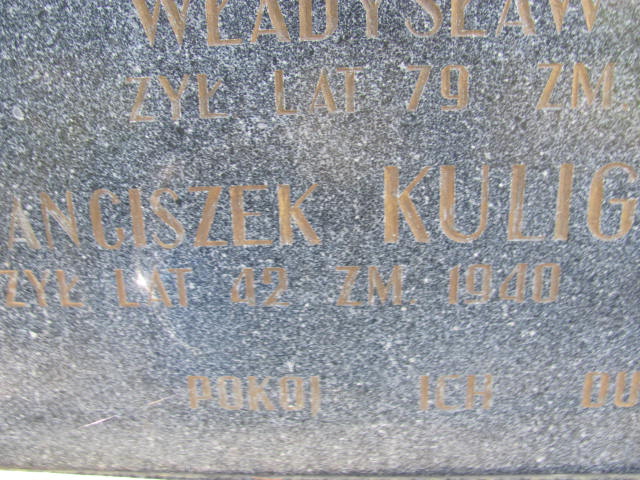 WŁADYSŁAW
ŻYŁ LAT 79 ZM.
ANCISZEK KULIG
ŻYŁ LAT 42 ZM. 1940
POKÓJ ICH DU